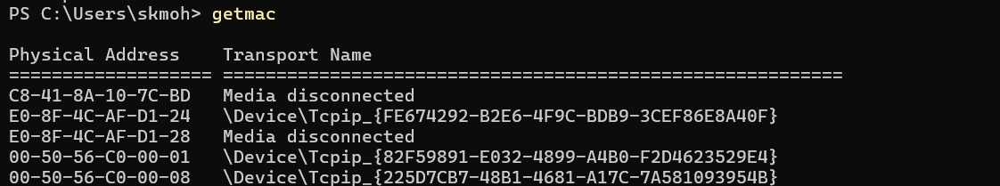 PS C:\Users\skmoh> getmac
Physical Address    Transport Name
=================== ==========================================================
C8-41-8A-10-7C-BD   Media disconnected
E0-8F-4C-AF-D1-24   \Device\Tcpip_{FE674292-B2E6-4F9C-BDB9-3CEF86E8A40F}
E0-8F-4C-AF-D1-28   Media disconnected
00-50-56-C0-00-01   \Device\Tcpip_{82F59891-E032-4899-A4B0-F2D4623529E4}
00-50-56-C0-00-08   \Device\Tcpip_{225D7CB7-48B1-4681-A17C-7A581093954B}